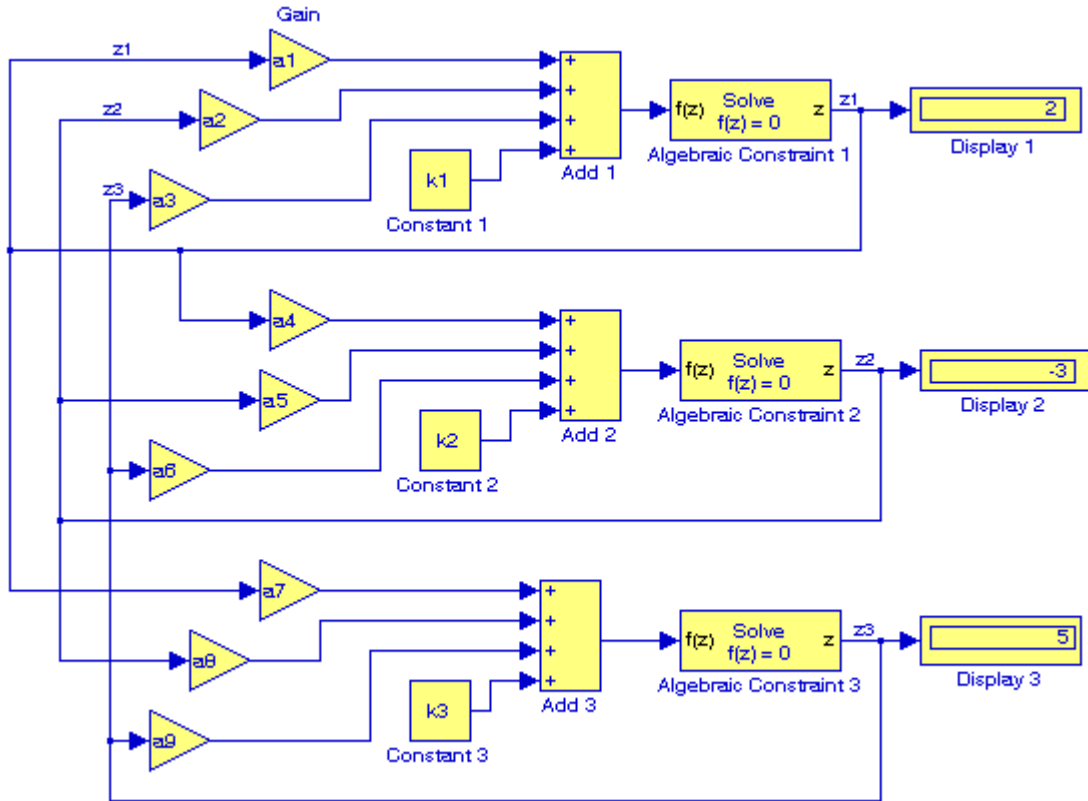 Gain
z1
a1
z2
a2
z3
a3
k1
Constant 1
+
+
+
+
Add 1
f(z) Solve f(z) = 0 z
Algebraic Constraint 1
z1
2
Display 1
a4
a5
a6
k2
Constant 2
+
+
+
+
Add 2
f(z) Solve f(z) = 0 z
Algebraic Constraint 2
z2
-3
Display 2
a7
a8
a9
k3
Constant 3
+
+
+
+
Add 3
f(z) Solve f(z) = 0 z
Algebraic Constraint 3
z3
5
Display 3